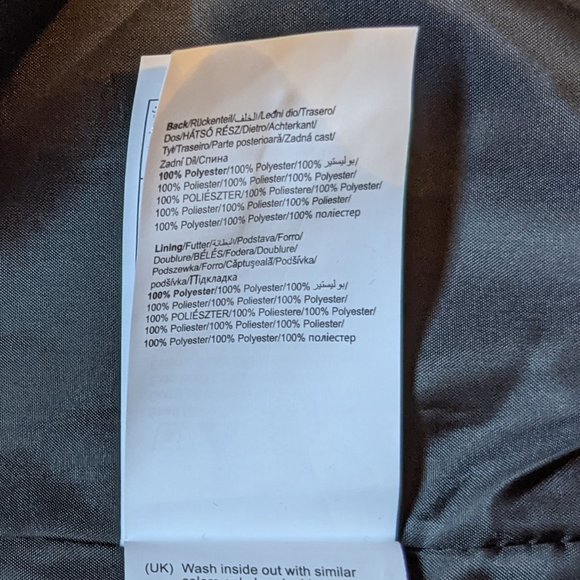 Back/Rückenteil/الخلف/Leđni dio/Trasero/
Dos/HÁTSÓ RÉSZ/Dietro/Achterkant/
Tył/Traseiro/Parte posterioară/Zadná cast/
Zadní Díl/Спина
100% Polyester/100% Polyester/100% بوليستير/
100% Poliester/100% Poliester/100% Polyester/
100% POLIÉSZTER/100% Poliestere/100% Polyester/
100% Poliester/100% Poliester/100% Poliester/
100% Polyester/100% Polyester/100% поліестер
Lining/Futter/البطانة/Podstava/Forro/
Doublure/BÉLÉS/Fodera/Doublure/
Podszewka/Forro/Căptuşeală/Podšívka/
podšívka/Підкладка
100% Polyester/100% Polyester/100% بوليستير/
100% Poliester/100% Poliester/100% Polyester/
100% POLIÉSZTER/100% Poliestere/100% Polyester/
100% Poliester/100% Poliester/100% Poliester/
100% Polyester/100% Polyester/100% поліестер
(UK) Wash inside out with similar